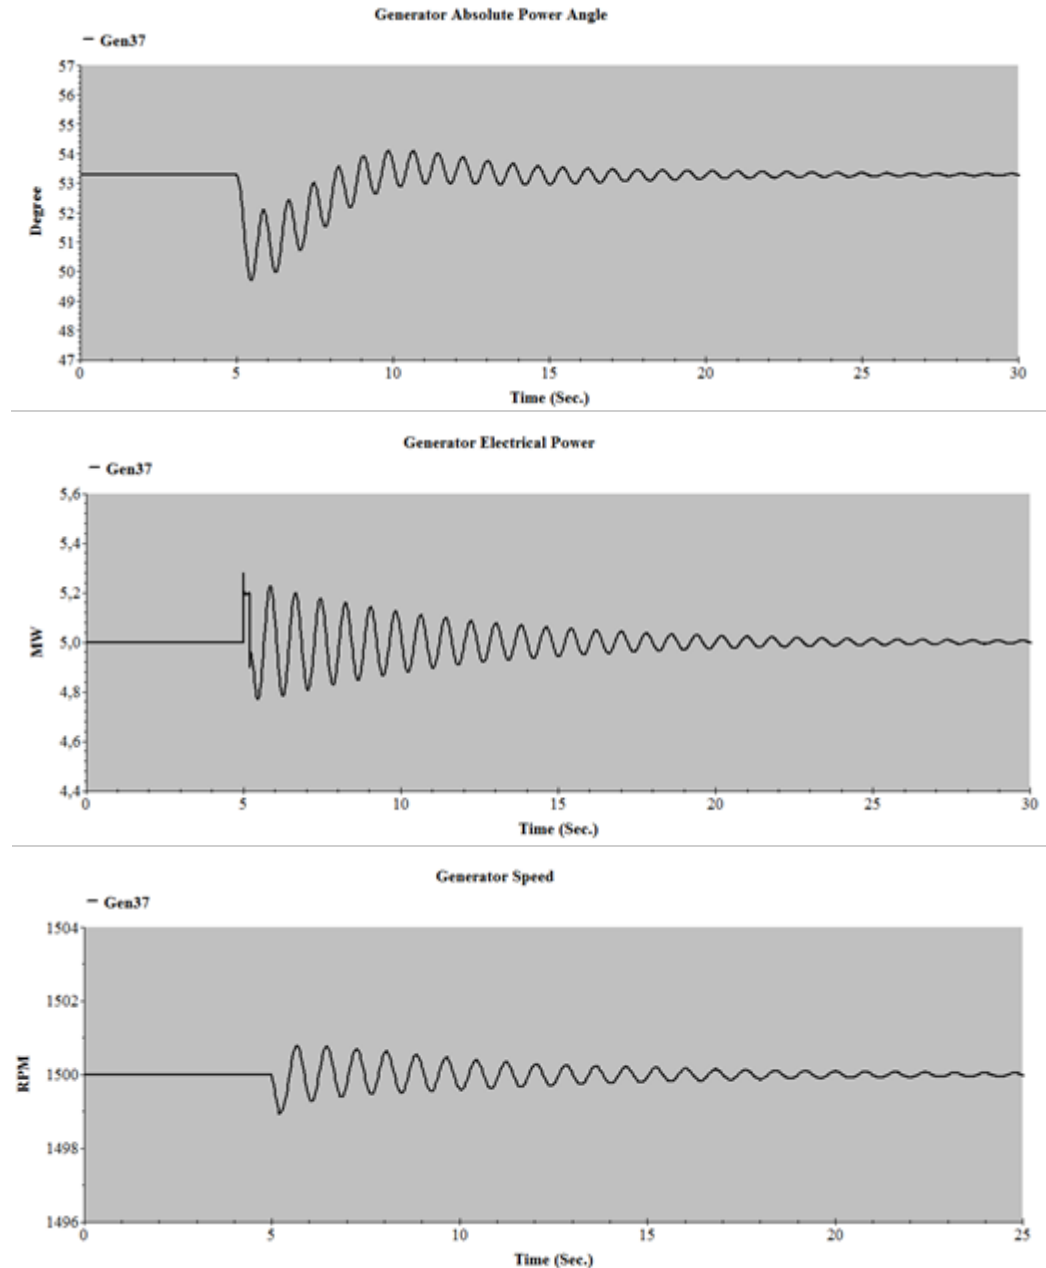 Generator Absolute Power Angle
Gen37
57
56
55
54
53
52
51
50
49
48
47
Degree
0 5 10 15 20 25 30
Time (Sec.)
Generator Electrical Power
Gen37
5,6
5,4
5,2
5,0
4,8
4,6
4,4
MW
0 5 10 15 20 25 30
Time (Sec.)
Generator Speed
Gen37
1504
1502
1500
1498
1496
RPM
0 5 10 15 20 25
Time (Sec.)